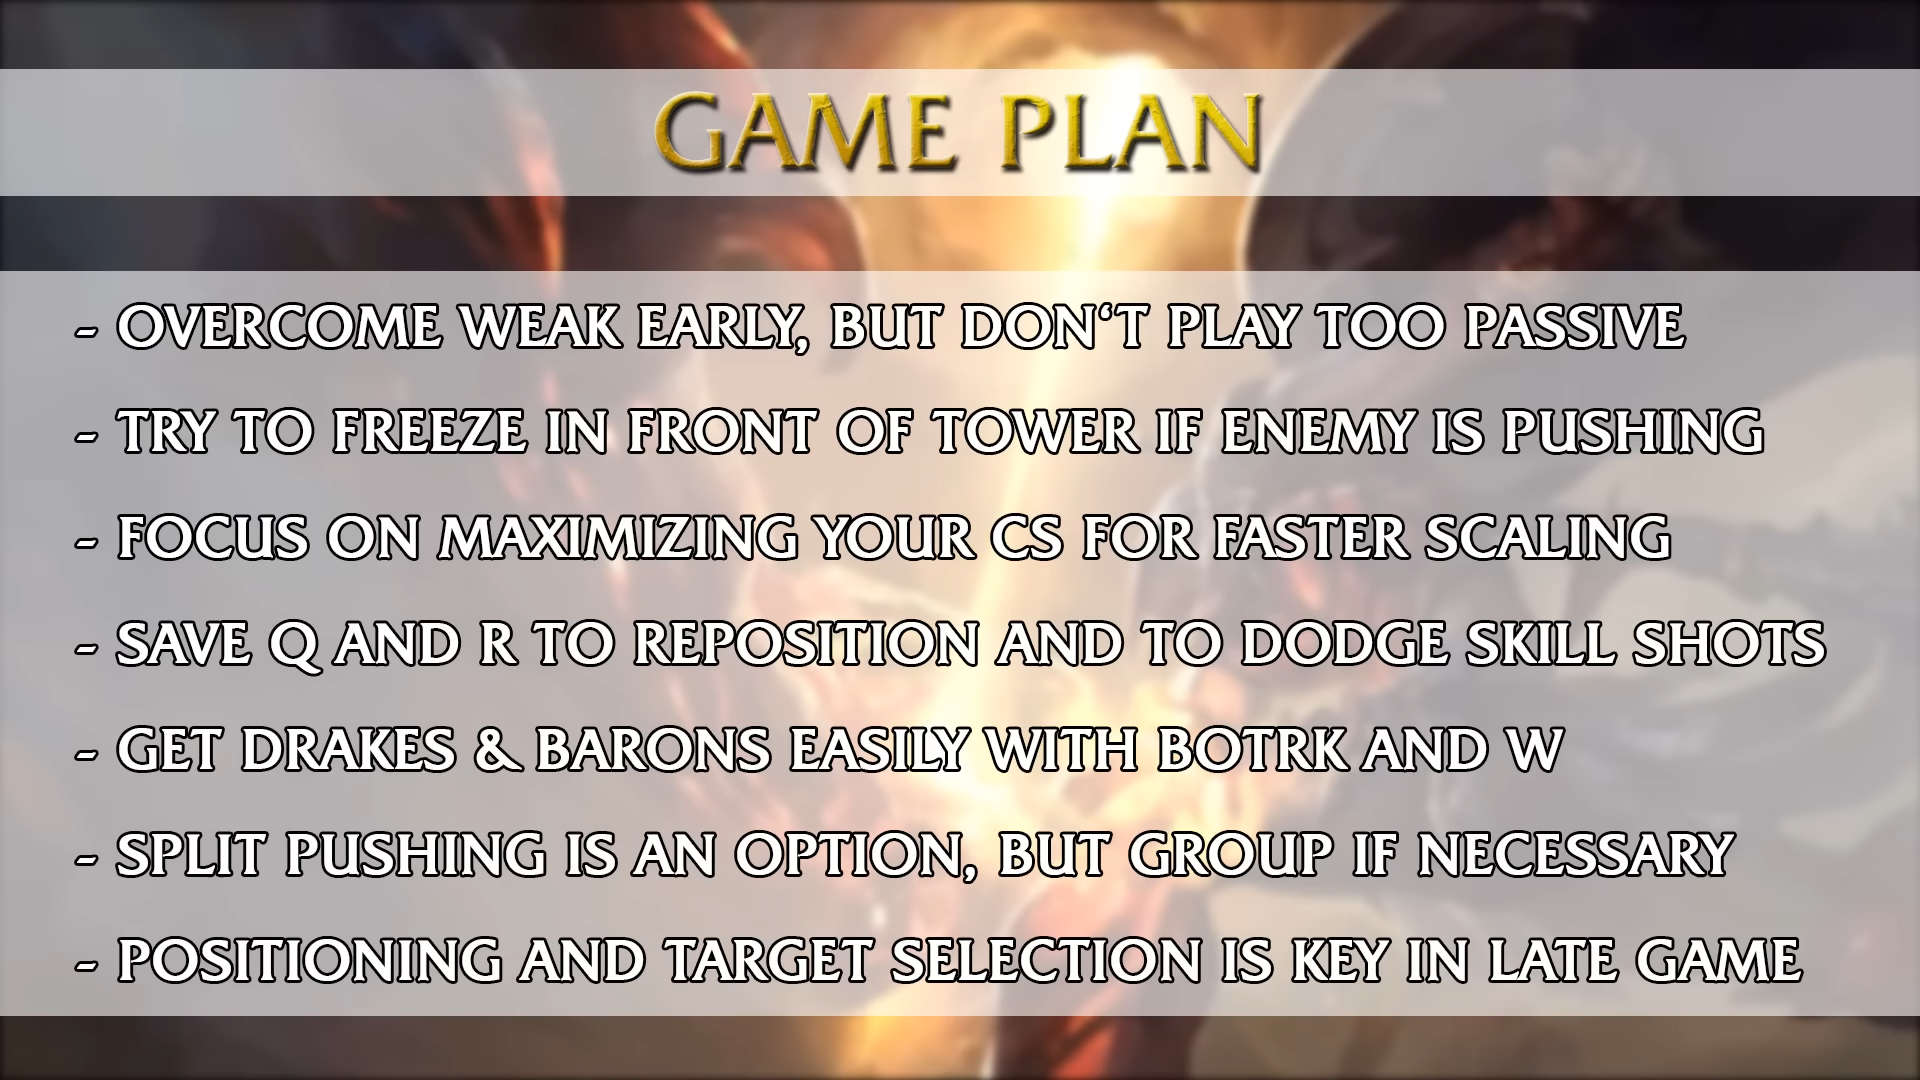 GAME PLAN
- OVERCOME WEAK EARLY, BUT DON‘T PLAY TOO PASSIVE
- TRY TO FREEZE IN FRONT OF TOWER IF ENEMY IS PUSHING
- FOCUS ON MAXIMIZING YOUR CS FOR FASTER SCALING
- SAVE Q AND R TO REPOSITION AND TO DODGE SKILL SHOTS
- GET DRAKES & BARONS EASILY WITH BOTRK AND W
- SPLIT PUSHING IS AN OPTION, BUT GROUP IF NECESSARY
- POSITIONING AND TARGET SELECTION IS KEY IN LATE GAME